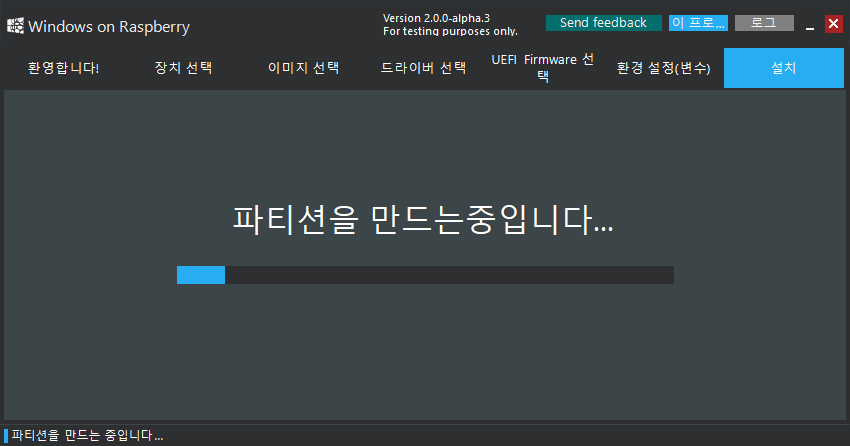 Windows on Raspberry
Version 2.0.0-alpha.3
For testing purposes only.
Send feedback
이 프로...
로그
환영합니다!
장치 선택
이미지 선택
드라이버 선택
UEFI Firmware 선
택
환경 설정(변수)
설치
파티션을 만드는중입니다...
파티션을 만드는 중입니다...